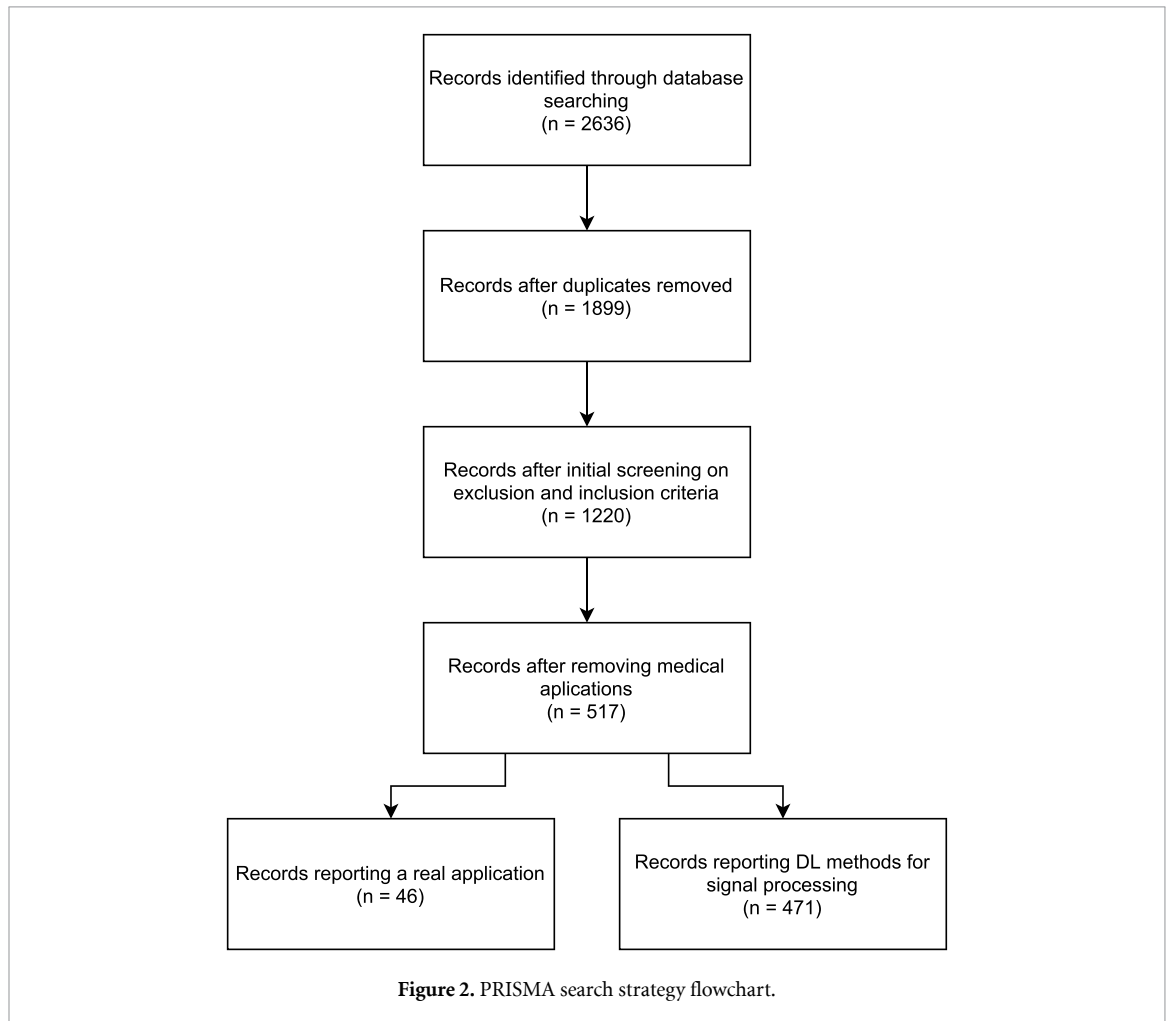 Records identified through database
searching
(n = 2636)
Records after duplicates removed
(n = 1899)
Records after initial screening on
exclusion and inclusion criteria
(n = 1220)
Records after removing medical
aplications
(n = 517)
Records reporting a real application
(n = 46)
Records reporting DL methods for
signal processing
(n = 471)
Figure 2. PRISMA search strategy flowchart.